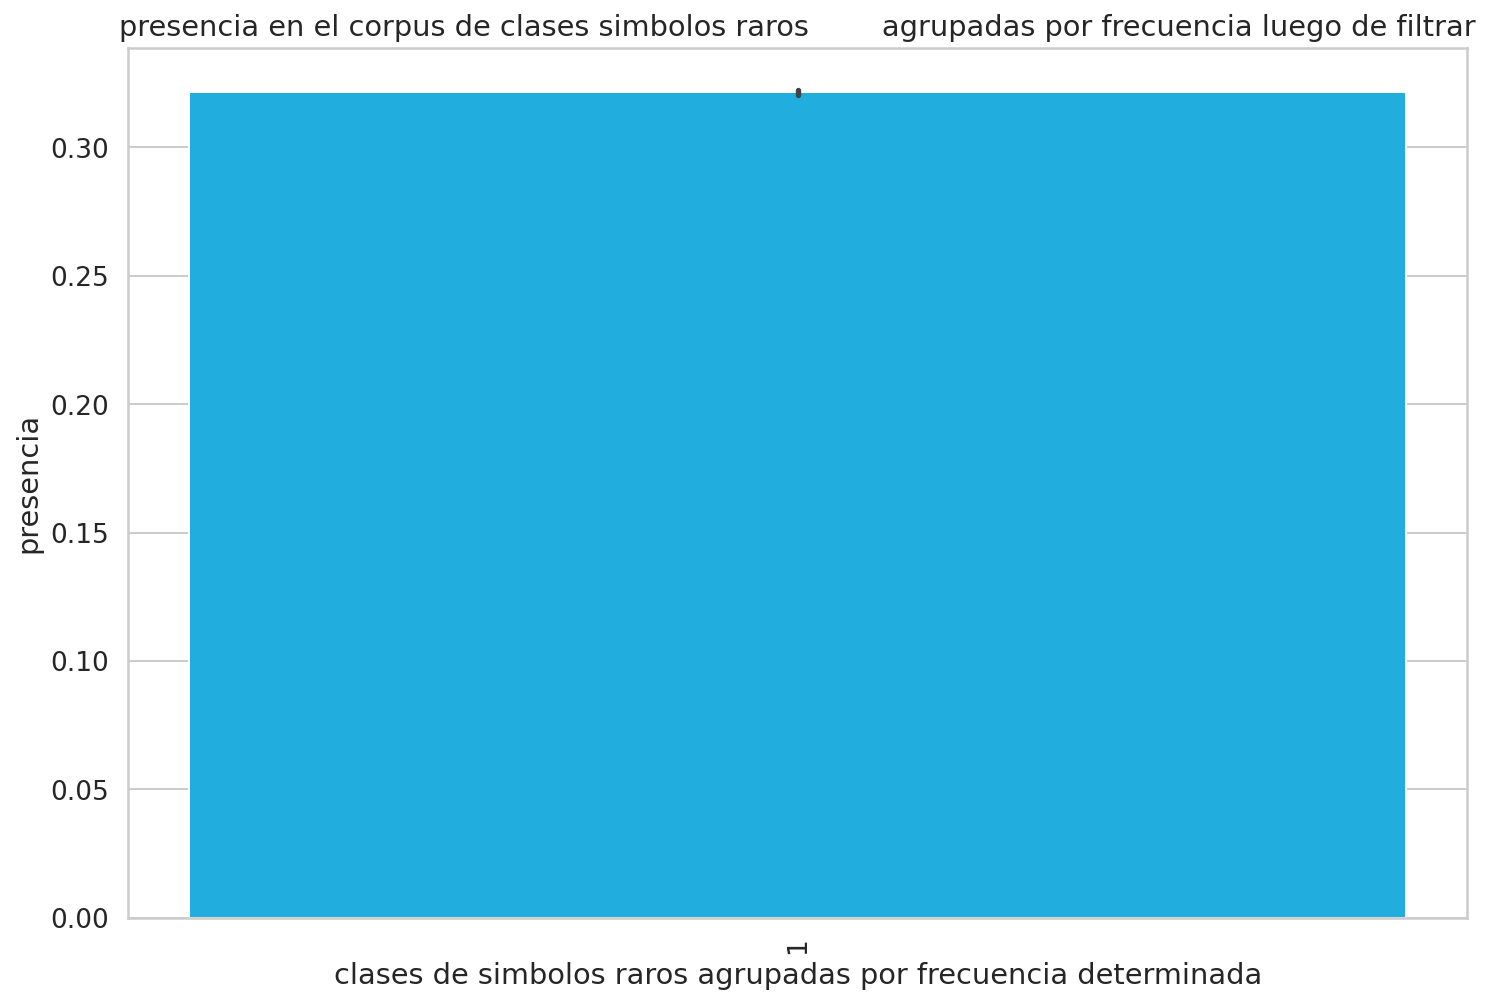 presencia en el corpus de clases simbolos raros        agrupadas por frecuencia luego de filtrar
0.30
0.25
0.20
0.15
0.10
0.05
0.00
presencia
1
clases de simbolos raros agrupadas por frecuencia determinada